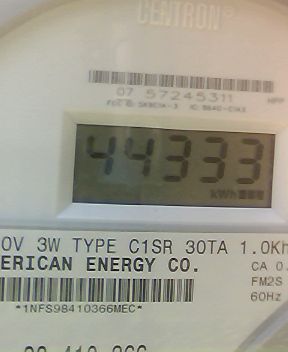 CENTRON®
07 57245311
44333
kWh
0V 3W TYPE C1SR 30TA 1.0Kh
ERICAN ENERGY CO.
CA 0.
FM2S
60Hz
*1NFS98410366MEC*